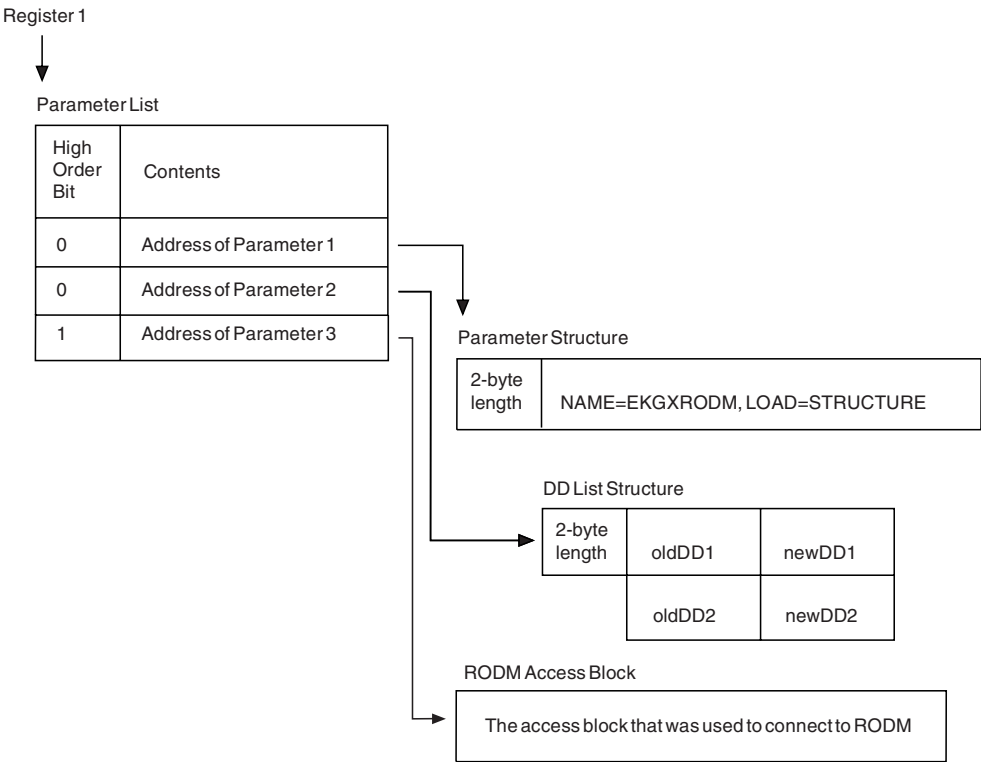 Register 1
Parameter List
High
Order
Bit
Contents
0
Address of Parameter 1
0
Address of Parameter 2
1
Address of Parameter 3
Parameter Structure
2-byte
length
NAME=EKGXRODM, LOAD=STRUCTURE
DD List Structure
2-byte
length
oldDD1
newDD1
oldDD2
newDD2
RODM Access Block
The access block that was used to connect to RODM